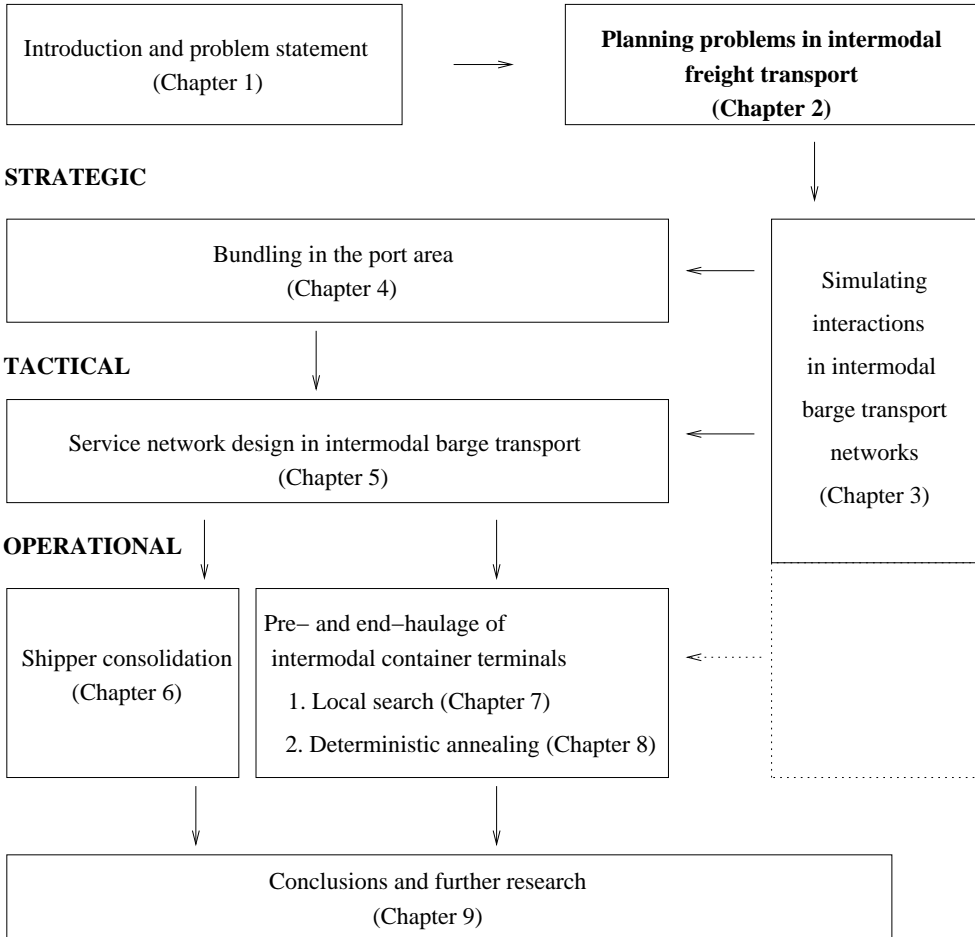 Introduction and problem statement
(Chapter 1)
Planning problems in intermodal
freight transport
(Chapter 2)
STRATEGIC
Bundling in the port area
(Chapter 4)
Simulating
interactions
in intermodal
barge transport
networks
(Chapter 3)
TACTICAL
Service network design in intermodal barge transport
(Chapter 5)
OPERATIONAL
Shipper consolidation
(Chapter 6)
Pre− and end−haulage of
intermodal container terminals
1. Local search (Chapter 7)
2. Deterministic annealing (Chapter 8)
Conclusions and further research
(Chapter 9)